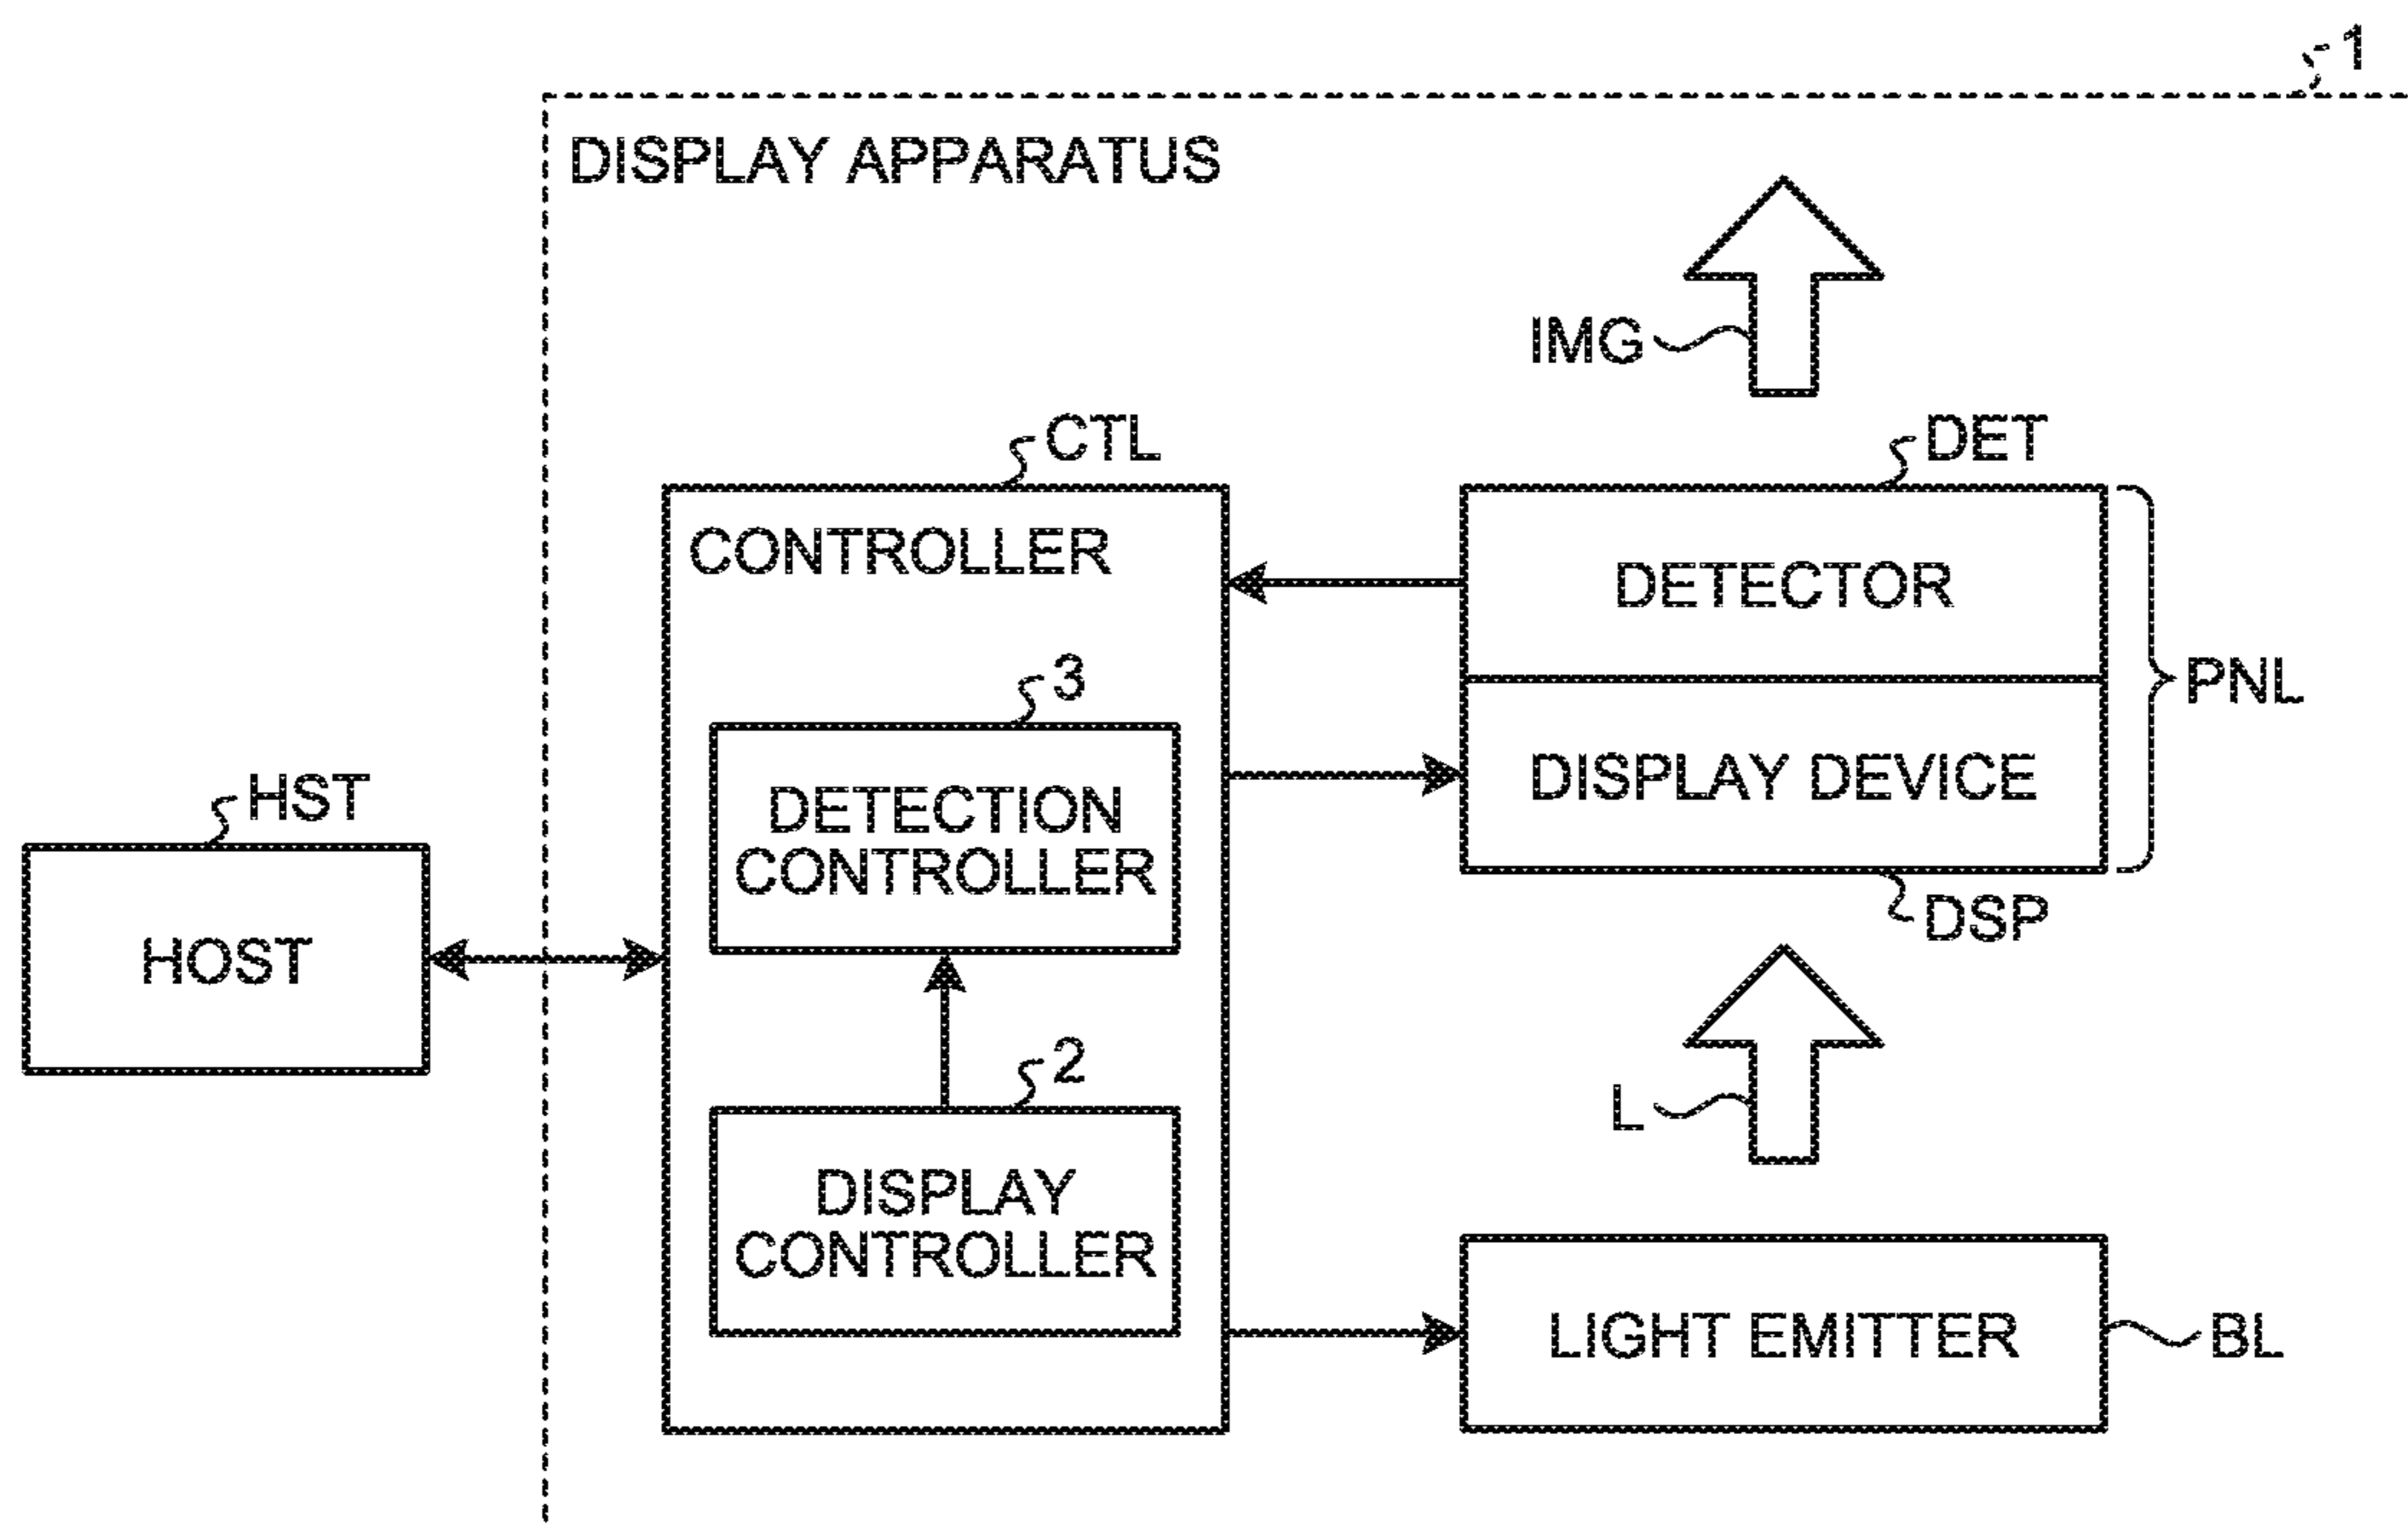 1
DISPLAY APPARATUS
IMG
CTL
DET
CONTROLLER
DETECTOR
3
PNL
DETECTION
CONTROLLER
DISPLAY DEVICE
HST
DSP
HOST
2
L
DISPLAY
CONTROLLER
LIGHT EMITTER
BL